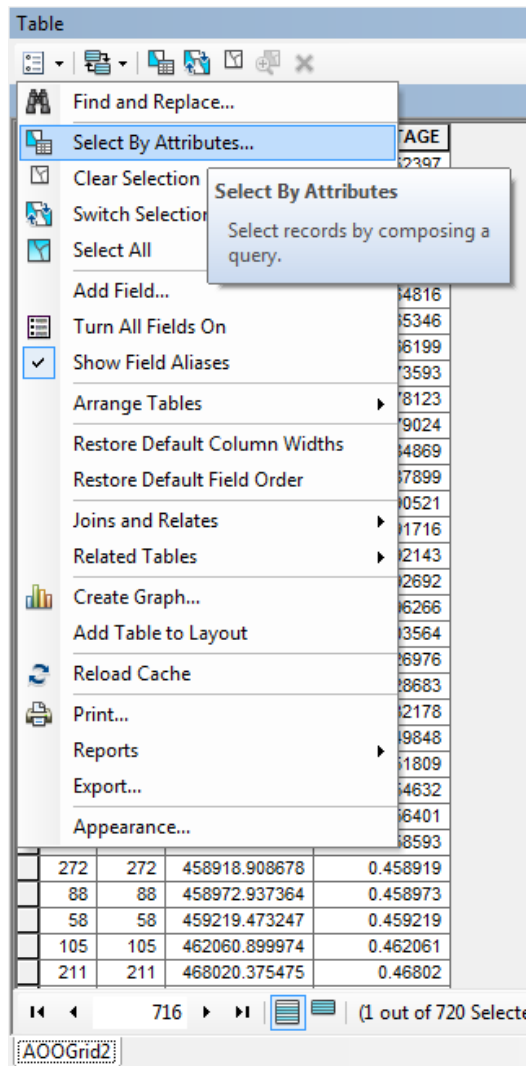 Table
Find and Replace...
Select By Attributes...
TAGE
Clear Selection
Select By Attributes
Switch Selection
Select records by composing a
query.
Select All
Add Field...
Turn All Fields On
Show Field Aliases
Arrange Tables
Restore Default Column Widths
Restore Default Field Order
Joins and Relates
Related Tables
Create Graph...
Add Table to Layout
Reload Cache
Print...
Reports
Export...
Appearance...
272 272 458918.908678 0.458919
88 88 458972.937364 0.458973
58 58 459219.473247 0.459219
105 105 462060.899974 0.462061
211 211 468020.375475 0.46802
716 (1 out of 720 Selecte
AOOGrid2